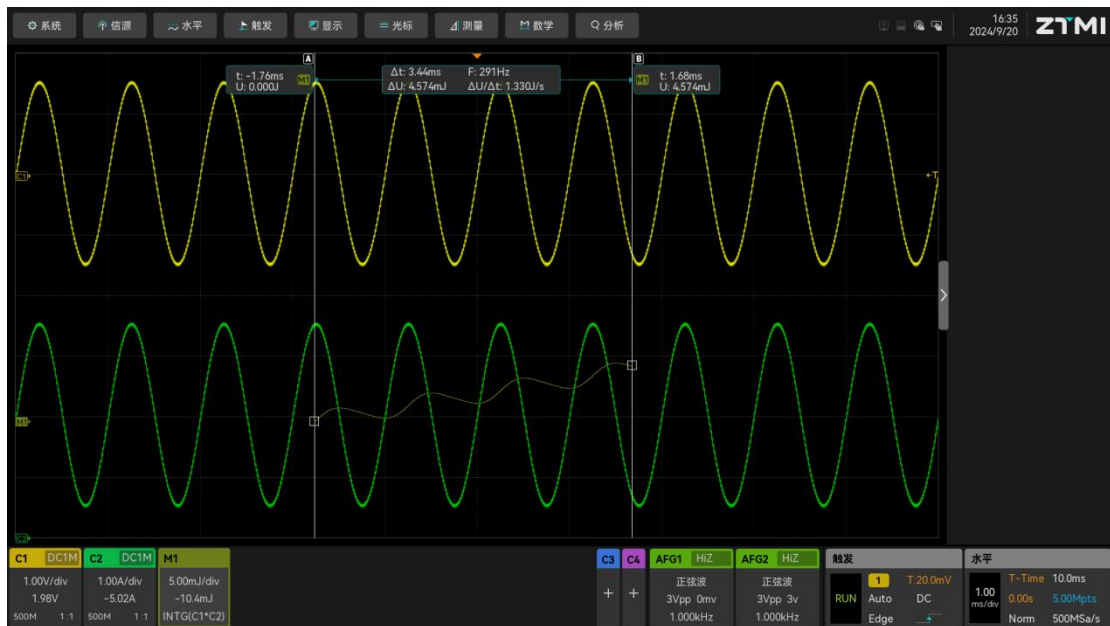 系统 信源 水平 触发 显示 光标 测量 数学 分析
16:35
2024/9/20
ZTMI
A
B
t: -1.76ms
U: 0.000J
M1
Δt: 3.44ms F: 291Hz
ΔU: 4.574mJ ΔU/Δt: 1.330J/s
M1
t: 1.68ms
U: 4.574mJ
C1
T
M1
C2
C1 DC1M
1.00V/div
1.98V
500M 1:1
C2 DC1M
1.00A/div
-5.02A
500M 1:1
M1
5.00mJ/div
-10.4mJ
INTG(C1*C2)
C3
+
C4
+
AFG1 HiZ
正弦波
3Vpp 0mv
1.000kHz
AFG2 HiZ
正弦波
3Vpp 3v
1.000kHz
触发
RUN
1 T:20.0mV
Auto DC
Edge
水平
1.00
ms/div
T-Time 10.0ms
0.00s 5.00Mpts
Norm 500MSa/s